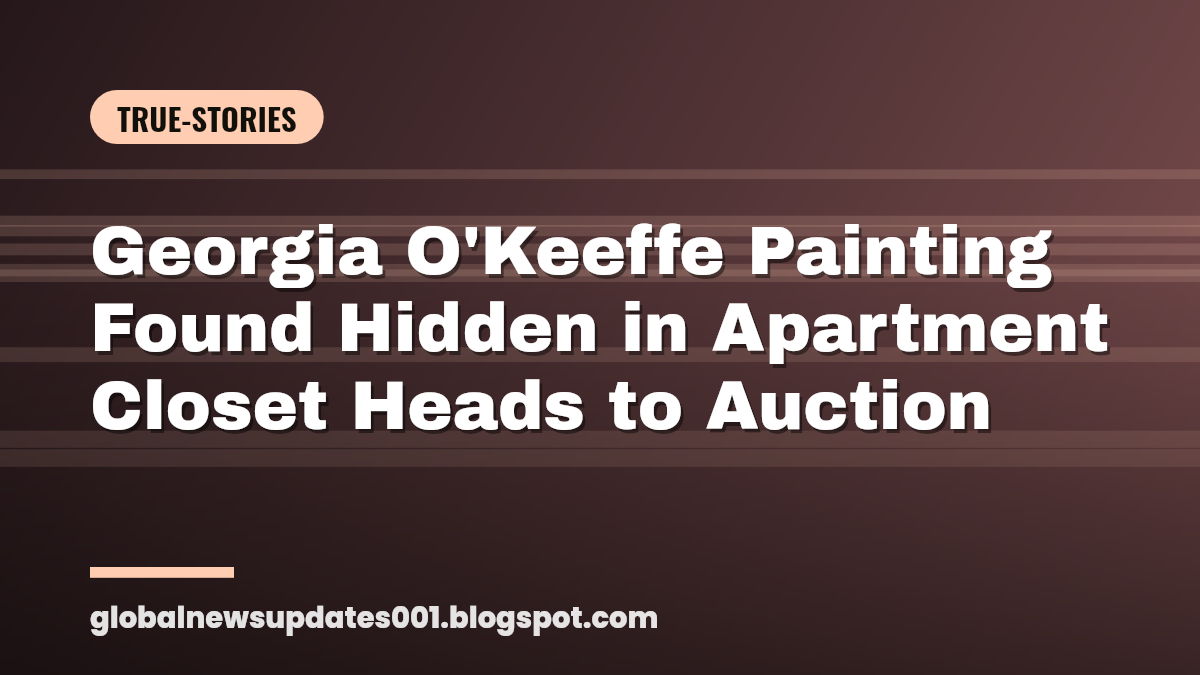 TRUE-STORIES
Georgia O'Keeffe Painting
Found Hidden in Apartment
Closet Heads to Auction
globalnewsupdates001.blogspot.com